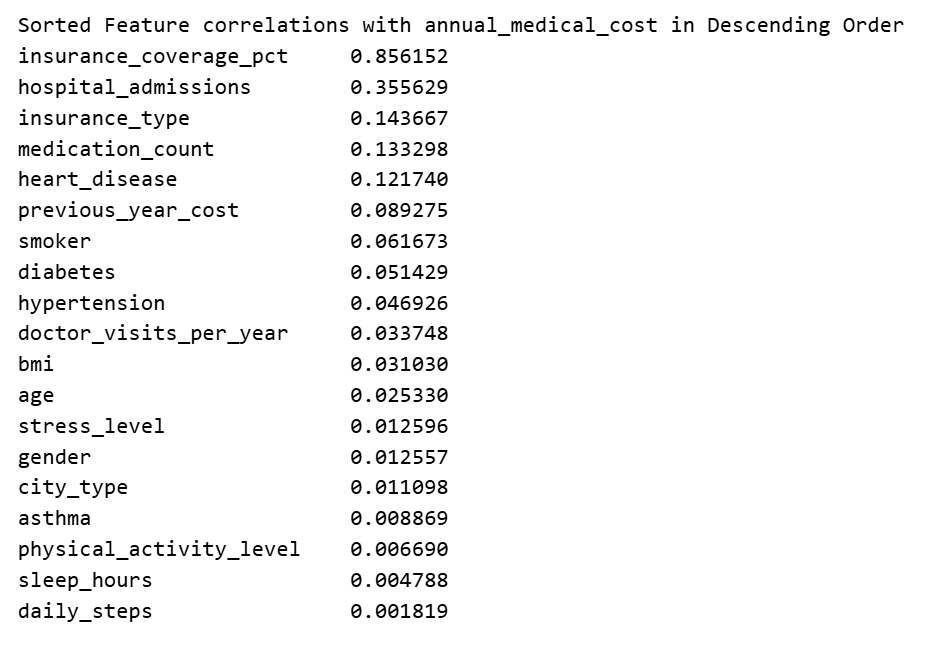 Sorted Feature correlations with annual_medical_cost in Descending Order
insurance_coverage_pct 0.856152
hospital_admissions 0.355629
insurance_type 0.143667
medication_count 0.133298
heart_disease 0.121740
previous_year_cost 0.089275
smoker 0.061673
diabetes 0.051429
hypertension 0.046926
doctor_visits_per_year 0.033748
bmi 0.031030
age 0.025330
stress_level 0.012596
gender 0.012557
city_type 0.011098
asthma 0.008869
physical_activity_level 0.006690
sleep_hours 0.004788
daily_steps 0.001819